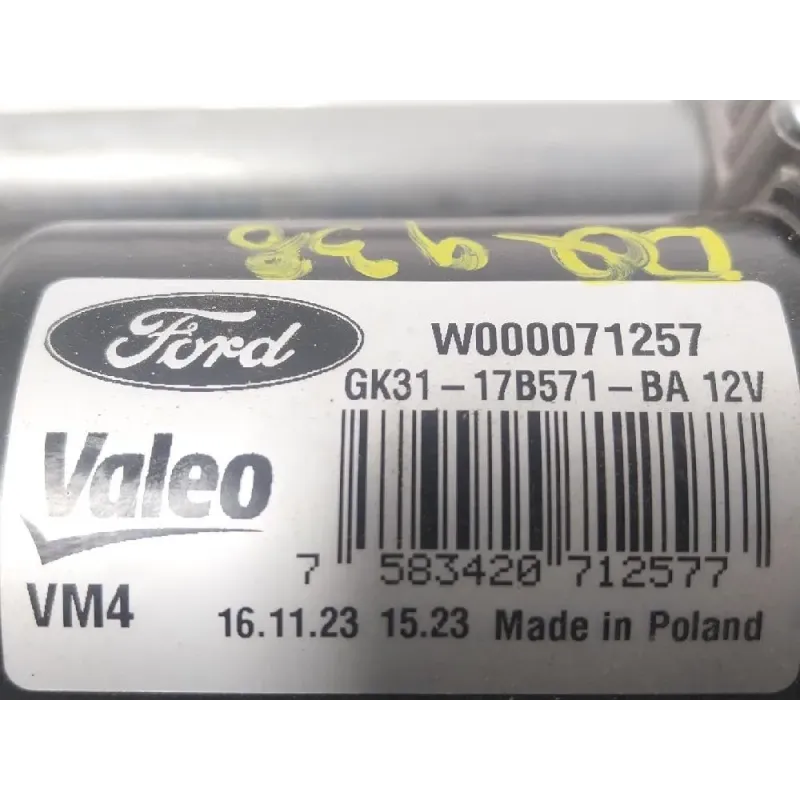 Ford
W000071257
GK31-17B571-BA 12V
Valeo
7 583420 712577
VM4
16.11.23 15.23 Made in Poland